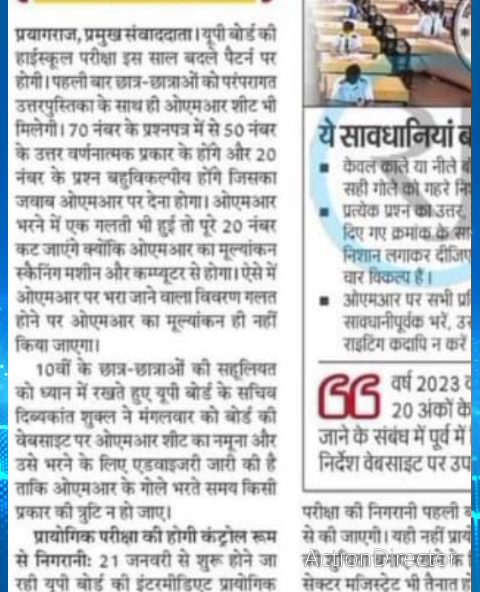 प्रयागराज, प्रमुख संवाददाता। यूपी बोर्ड की
हाईस्कूल परीक्षा इस साल बदले पैटर्न पर
होगी। पहली बार छात्र-छात्राओं को परंपरागत
उत्तरपुस्तिका के साथ ही ओएमआर शीट भी
मिलेगी। 70 नंबर के प्रश्नपत्र में से 50 नंबर
के उत्तर वर्णनात्मक प्रकार के होंगे और 20
नंबर के प्रश्न बहुविकल्पीय होंगे जिसका
जवाब ओएमआर पर देना होगा। ओएमआर
भरने में एक गलती भी हुई तो पूरे 20 नंबर
कट जाएंगे क्योंकि ओएमआर का मूल्यांकन
स्कैनिंग मशीन और कम्प्यूटर से होगा। ऐसे में
ओएमआर पर भरा जाने वाला विवरण गलत
होने पर ओएमआर का मूल्यांकन ही नहीं
किया जाएगा।
10वीं के छात्र-छात्राओं की सहूलियत
को ध्यान में रखते हुए यूपी बोर्ड के सचिव
दिब्यकांत शुक्ल ने मंगलवार को बोर्ड की
वेबसाइट पर ओएमआर शीट का नमूना और
उसे भरने के लिए एडवाइजरी जारी की है
ताकि ओएमआर के गोले भरते समय किसी
प्रकार की त्रुटि न हो जाए।
प्रायोगिक परीक्षा की होगी कंट्रोल रूम
से निगरानी: 21 जनवरी से शुरू होने जा
रही यूपी बोर्ड की इंटरमीडिएट प्रायोगिक
ये सावधानियां
केवल काले या नीले
सही गोले को गहरे
प्रत्येक प्रश्न का उत्तर,
दिए गए क्रमांक के
निशान लगाकर दीजिए
चार विकल्प हैं।
ओएमआर पर सभी
सावधानीपूर्वक भरें,
राइटिंग कदापि न करें
वर्ष 2023
20 अंकों के
जाने के संबंध में पूर्व में
निर्देश वेबसाइट पर
परीक्षा की निगरानी पहली
से की जाएगी। यही नहीं
Action Director
सेक्टर मजिस्ट्रेट भी तैनात